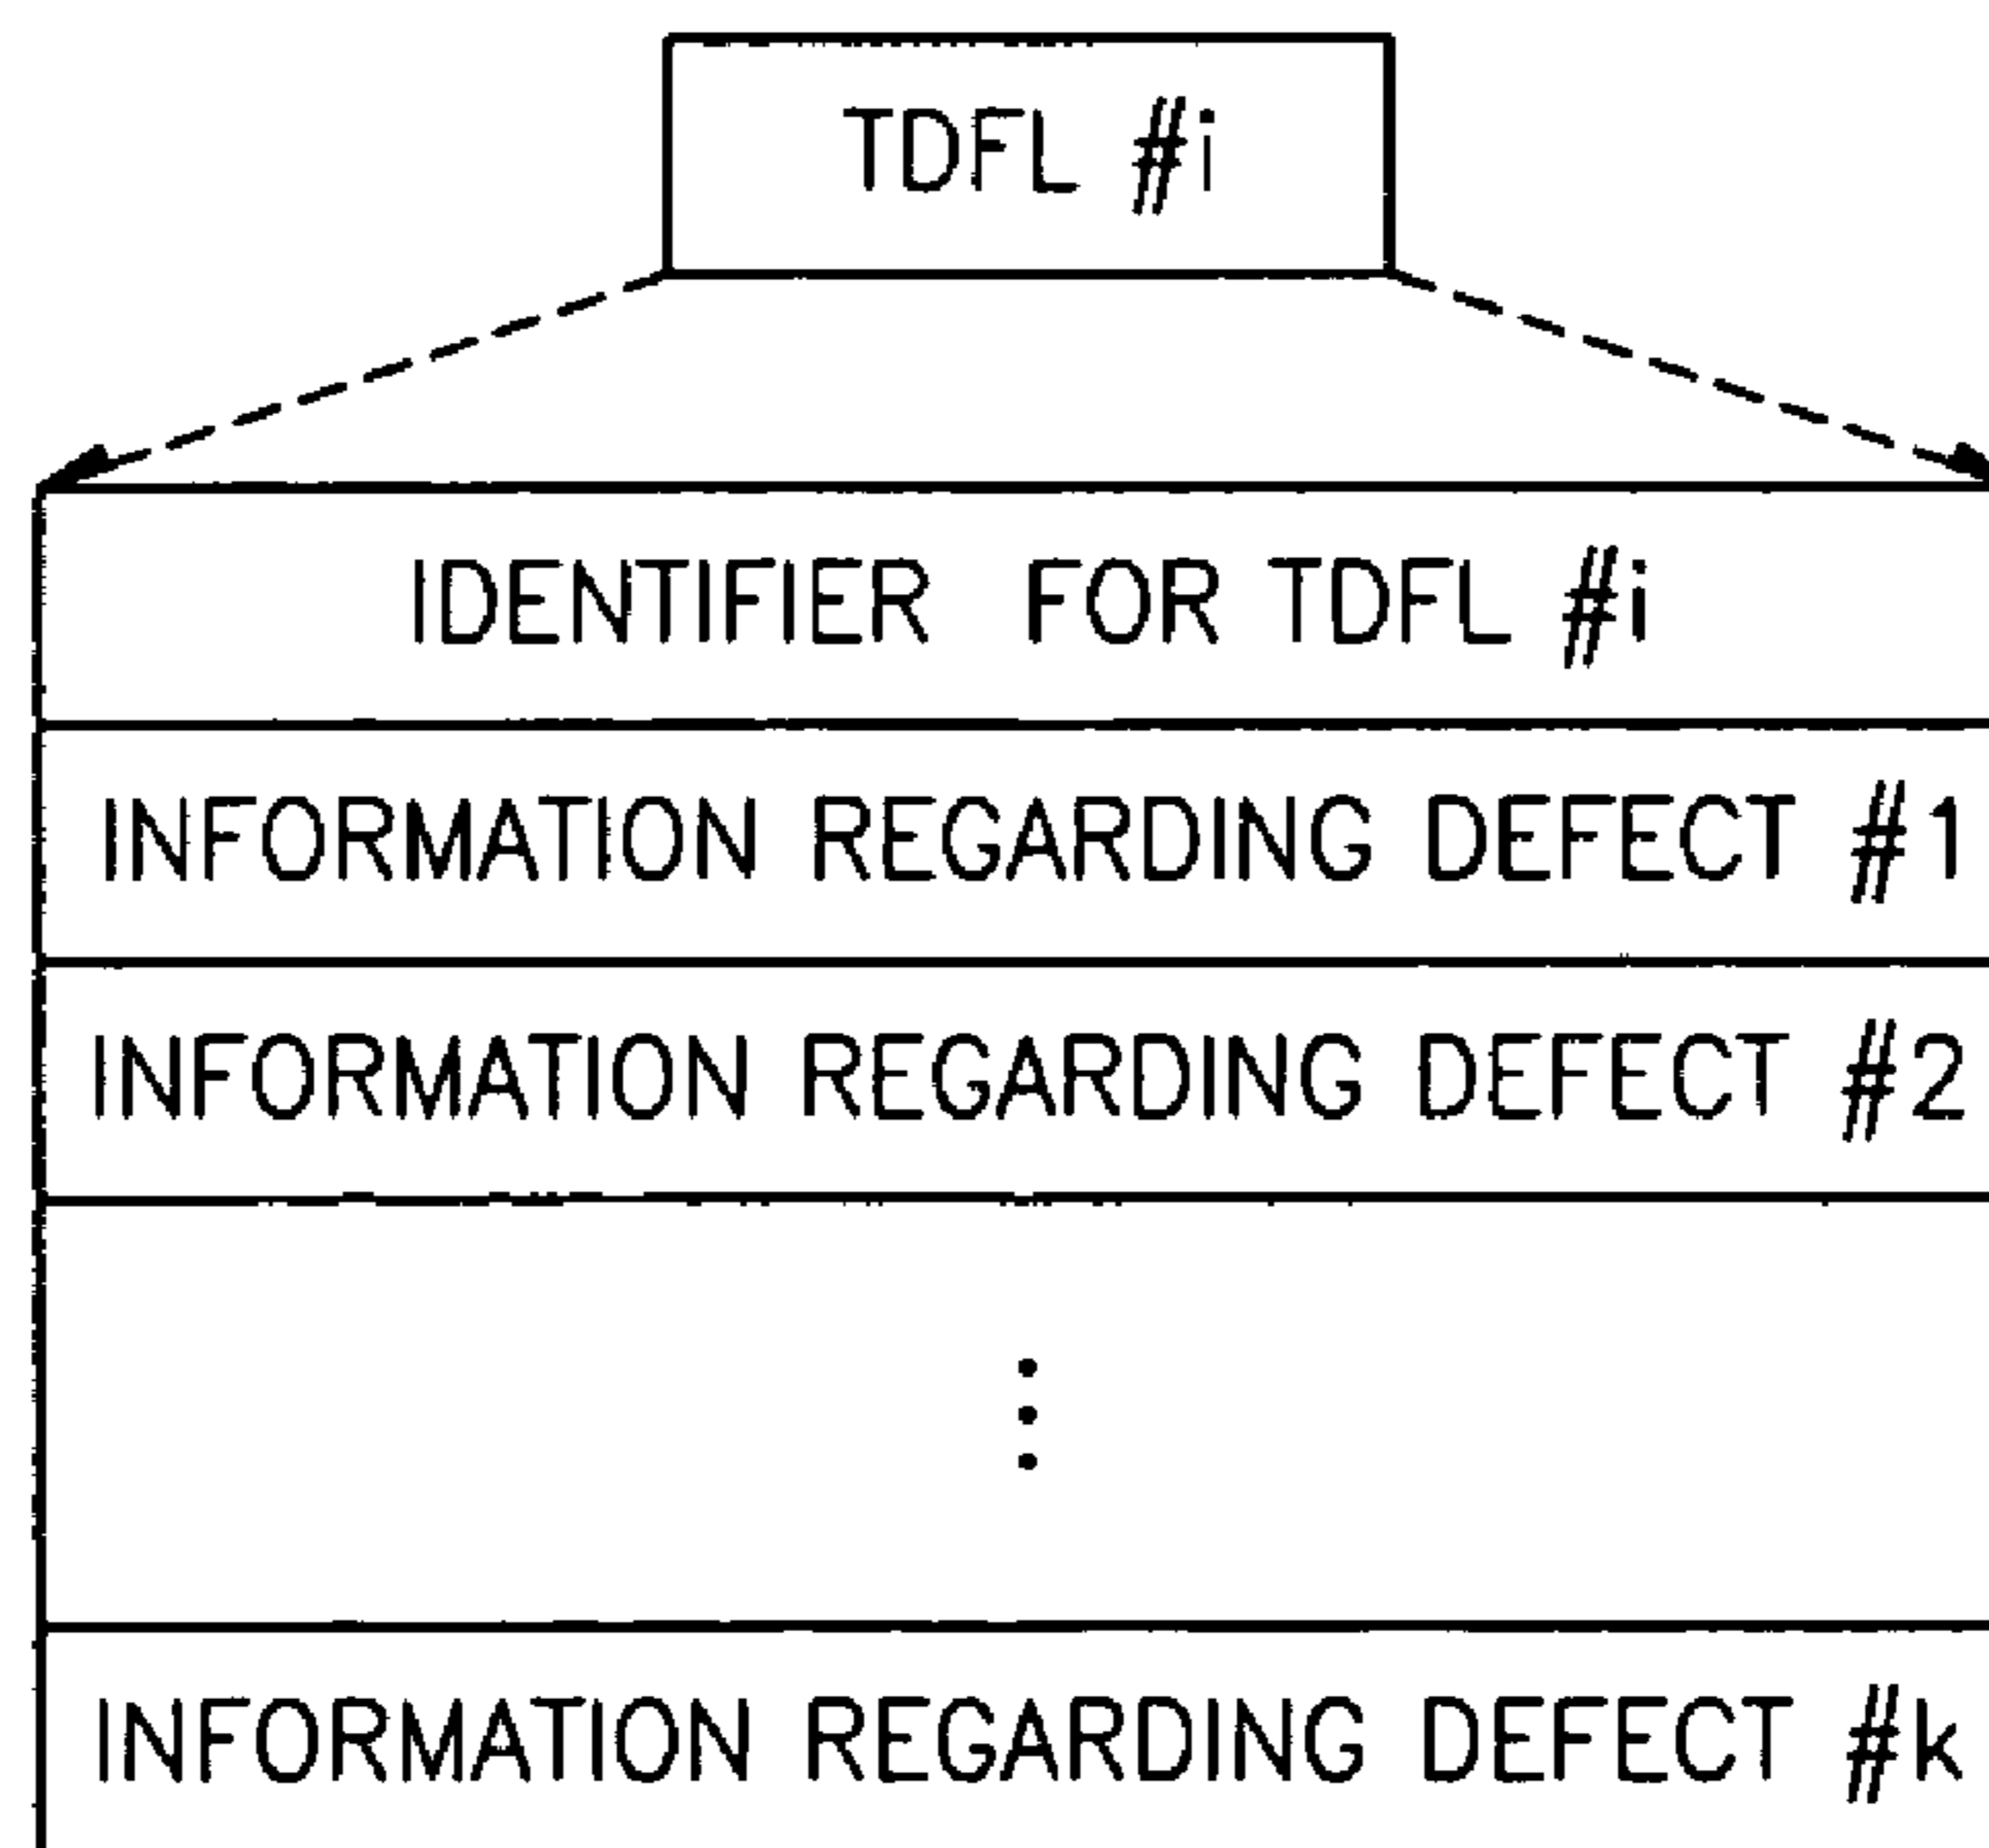 TDFL #i
IDENTIFIER FOR TDFL #i
INFORMATION REGARDING DEFECT #1
INFORMATION REGARDING DEFECT #2
INFORMATION REGARDING DEFECT #k